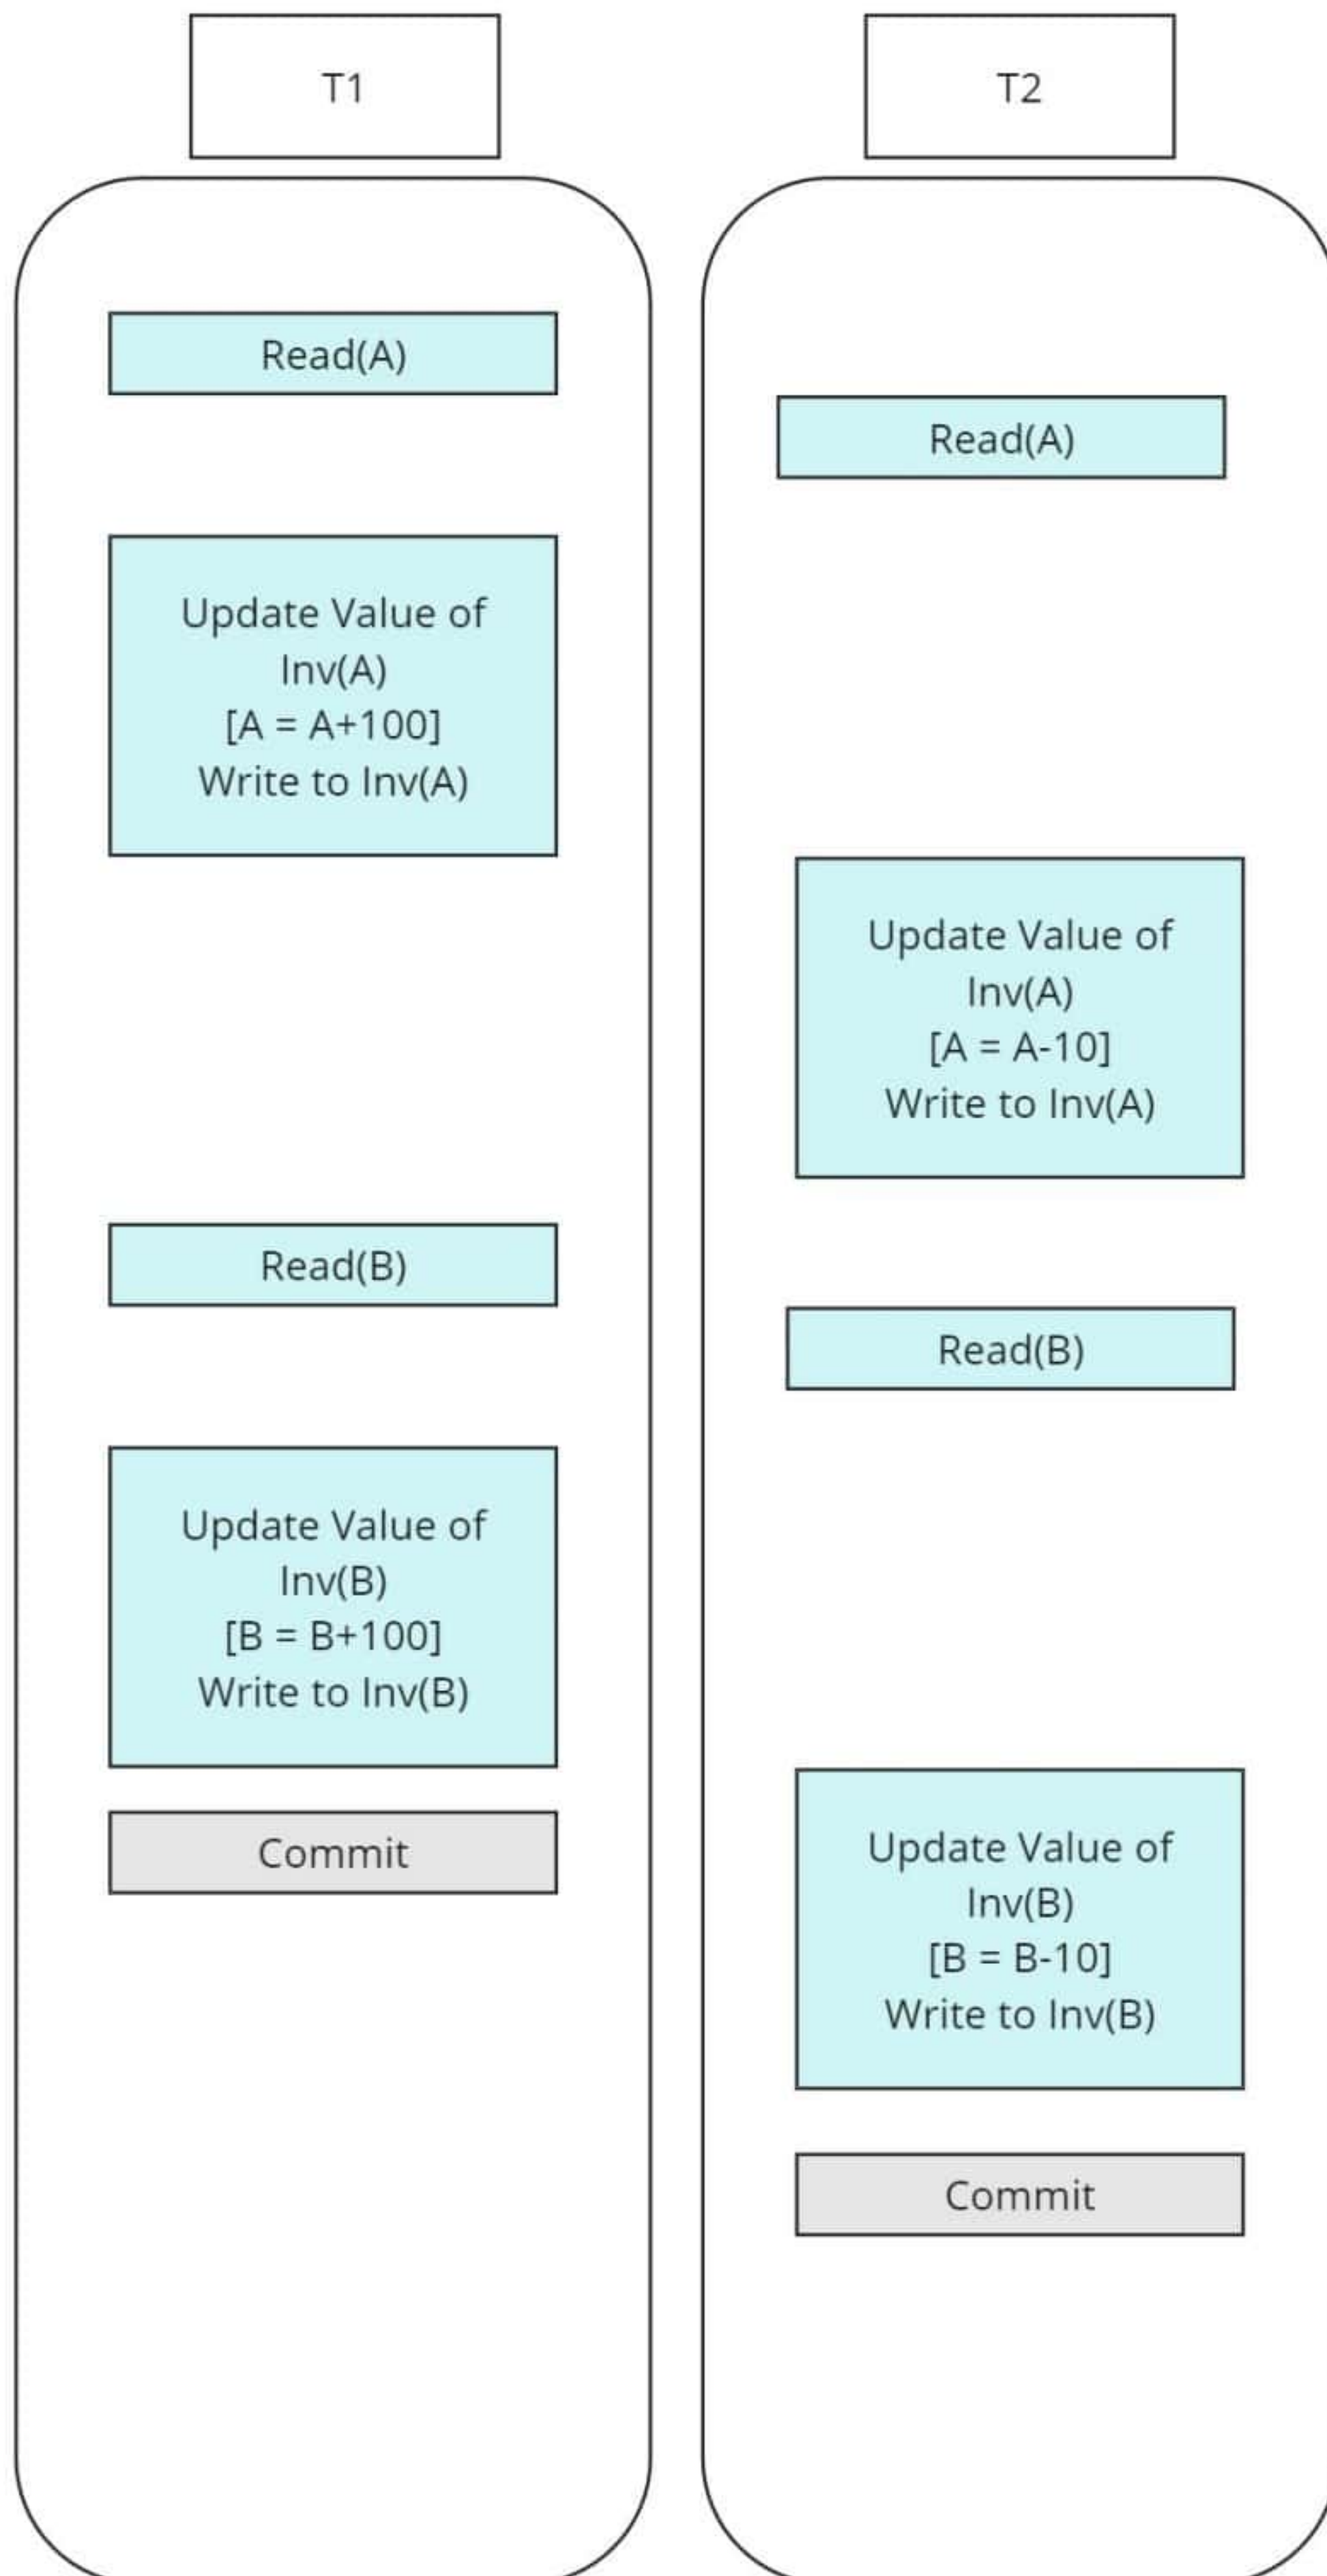 T1
T2
Read(A)
Read(A)
Update Value of
Inv(A)
[A = A+100]
Write to Inv(A)
Update Value of
Inv(A)
[A = A-10]
Write to Inv(A)
Read(B)
Read(B)
Update Value of
Inv(B)
[B = B+100]
Write to Inv(B)
Update Value of
Inv(B)
[B = B-10]
Write to Inv(B)
Commit
Commit